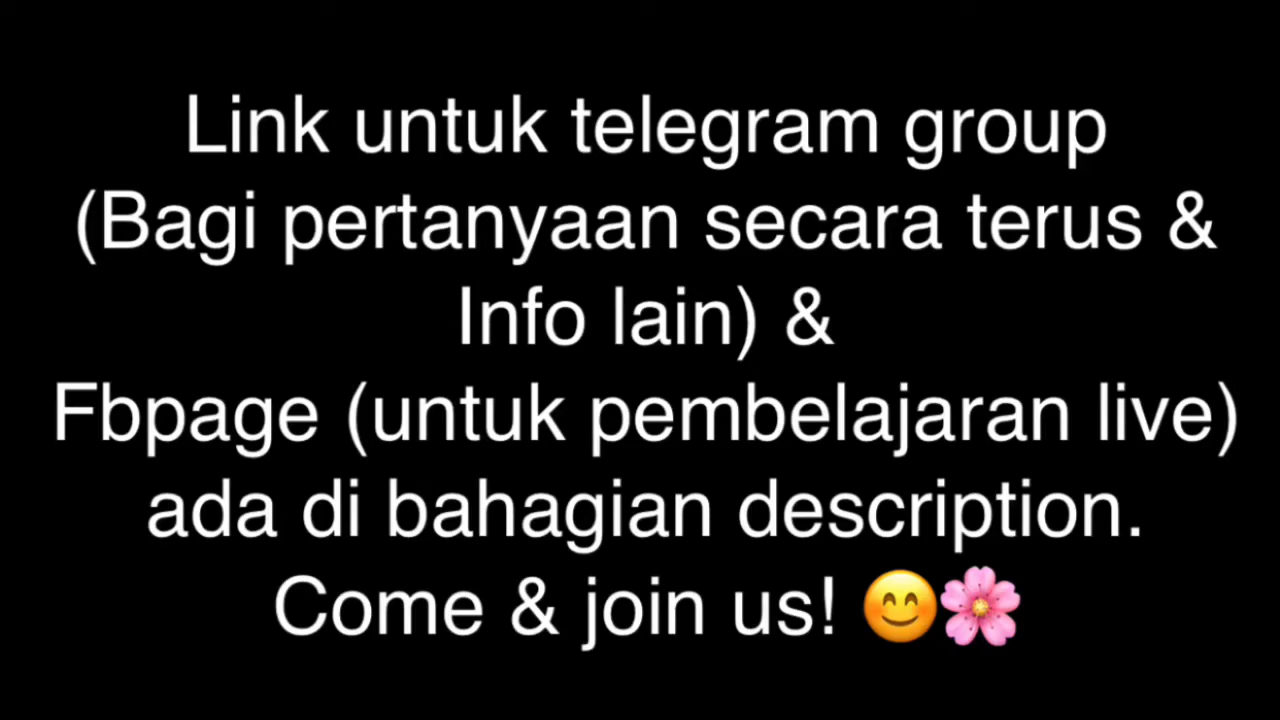 Link untuk telegram group
(Bagi pertanyaan secara terus &
Info lain) &
Fbpage (untuk pembelajaran live)
ada di bahagian description.
Come & join us! 😊🌸